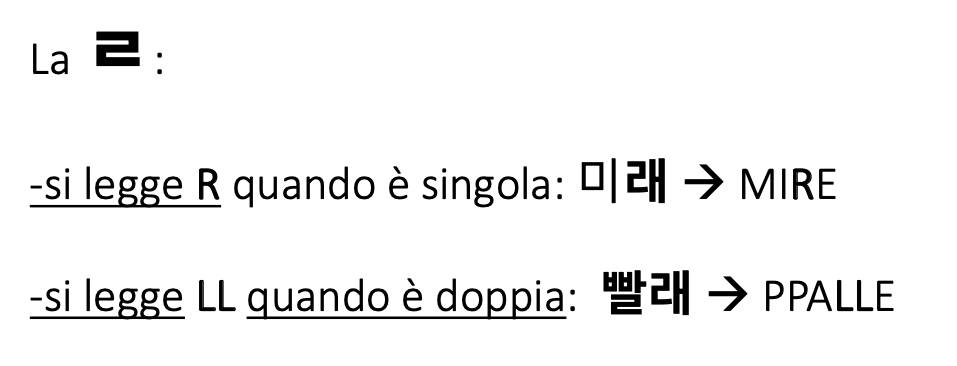 La ㄹ :
-si legge R quando è singola: 미래 → MIRE
-si legge LL quando è doppia: 빨래 → PPALLE